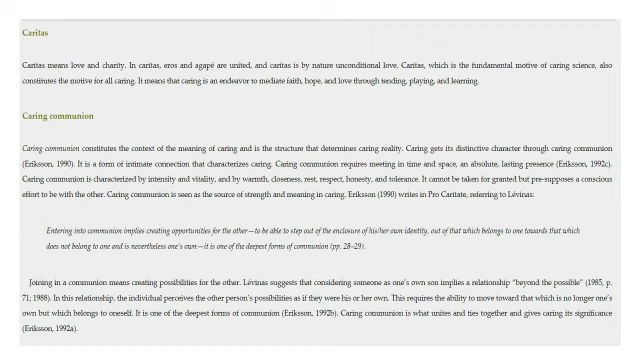 Caritas
Caritas means love and charity. In caritas, eros and agapé are united, and caritas is by nature unconditional love. Caritas, which is the fundamental motive of caring science, also
constitutes the motive for all caring. It means that caring is an endeavor to mediate faith, hope, and love through tending, playing, and learning.
Caring communion
Caring communion constitutes the context of the meaning of caring and is the structure that determines caring reality. Caring gets its distinctive character through caring communion
(Eriksson, 1990). It is a form of intimate connection that characterizes caring. Caring communion requires meeting in time and space, an absolute, lasting presence (Eriksson, 1992c).
Caring communion is characterized by intensity and vitality, and by warmth, closeness, rest, respect, honesty, and tolerance. It cannot be taken for granted but pre-supposes a conscious
effort to be with the other. Caring communion is seen as the source of strength and meaning in caring. Eriksson (1990) writes in Pro Caritate, referring to Lévinas:
Entering into communion implies creating opportunities for the other—to be able to step out of the enclosure of his/her own identity, out of that which belongs to one towards that which
does not belong to one and is nevertheless one's own—it is one of the deepest forms of communion (pp. 28–29).
Joining in a communion means creating possibilities for the other. Lévinas suggests that considering someone as one's own son implies a relationship "beyond the possible" (1985, p.
71; 1988). In this relationship, the individual perceives the other person's possibilities as if they were his or her own. This requires the ability to move toward that which is no longer one's
own but which belongs to oneself. It is one of the deepest forms of communion (Eriksson, 1992b). Caring communion is what unites and ties together and gives caring its significance
(Eriksson, 1992a).